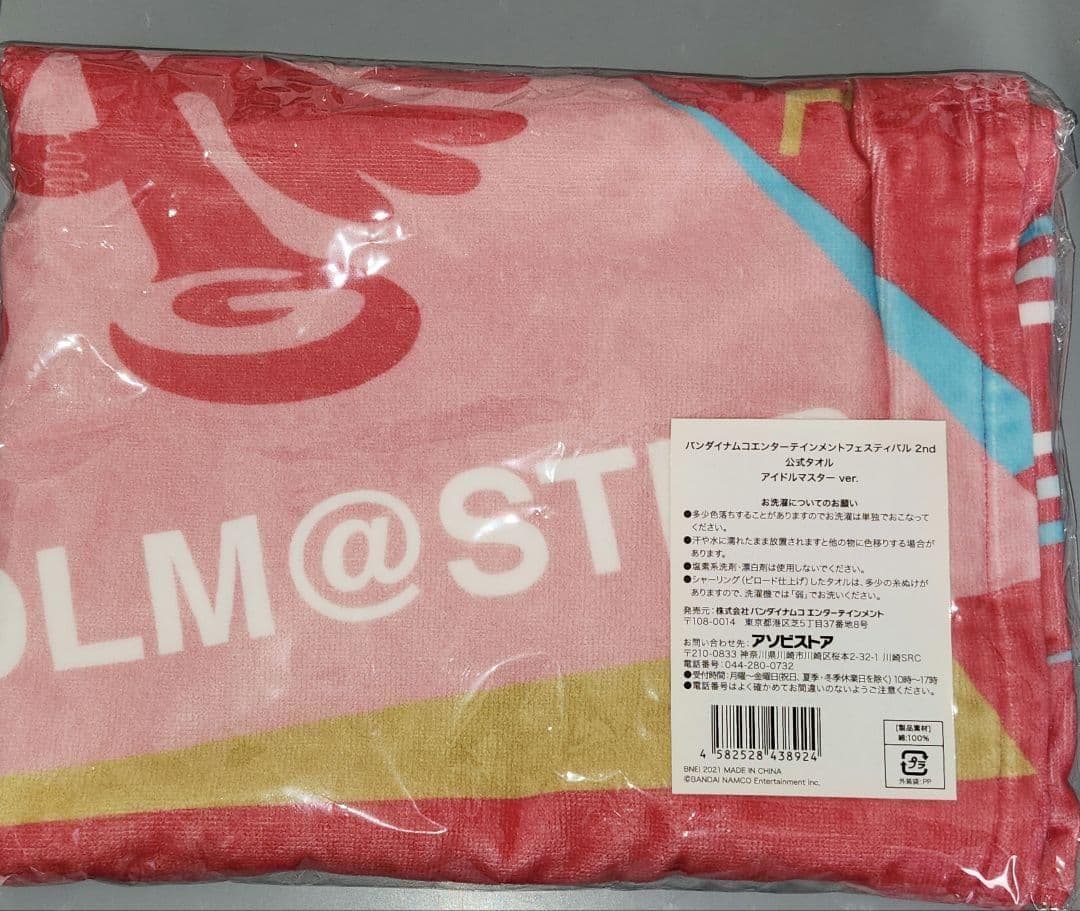 OLM@ST
バンダイナムコエンターテインメントフェスティバル 2nd
公式タオル
アイドルマスター ver.
お洗濯についてのお願い
●多少色落ちすることがありますのでお洗濯は単独でおこなって
ください。
●汗や水に濡れたまま放置されますと他の物に色移りする場合が
あります。
●塩素系洗剤・漂白剤は使用しないでください。
●シャーリング(ビロード仕上げ)したタオルは、多少の糸ぬけが
ありますので、洗濯機では「弱」でお洗いください。
発売元:株式会社バンダイナムコエンターテインメント
〒108-0014 東京都港区芝5丁目37番地8号
お問い合わせ先:アソビストア
〒210-0833 神奈川県川崎市川崎区桜本2-32-1 川崎SRC
電話番号:044-280-0732
●受付時間:月曜～金曜日(祝日、夏季・冬季休業日を除く)10時～17時
●電話番号はよく確かめてお間違いのないようご注意ください。
4 582528 438924
BNEI 2021 MADE IN CHINA
©BANDAI NAMCO Entertainment Inc.
[製品素材]
綿:100%
プラ
外装袋:PP